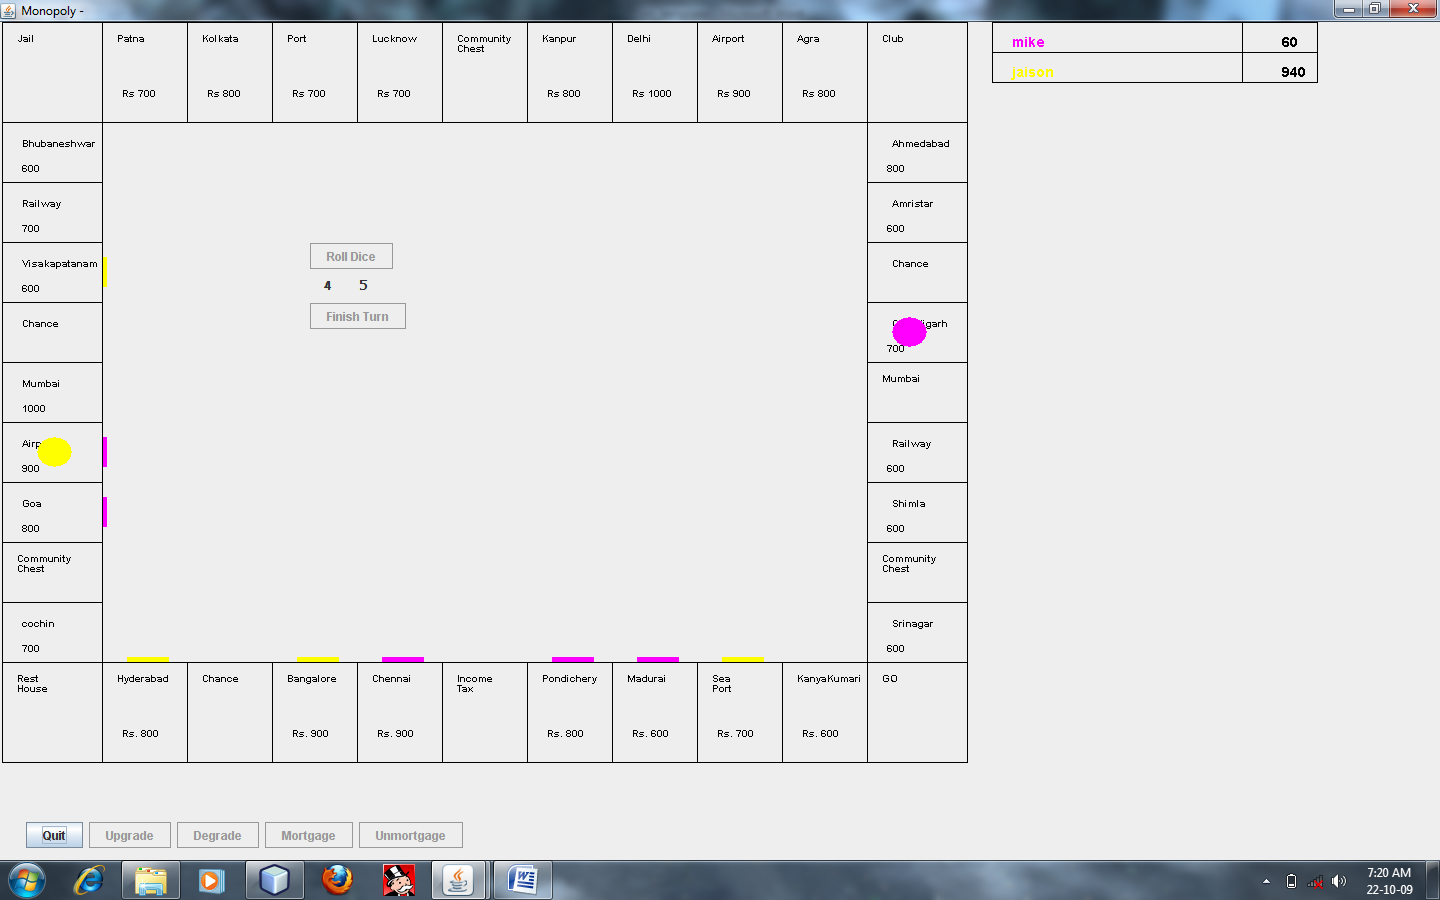 Monopoly -
Jail
Patna
Rs 700
Kolkata
Rs 800
Port
Rs 700
Lucknow
Rs 700
Community
Chest
Kanpur
Rs 800
Delhi
Rs 1000
Airport
Rs 900
Agra
Rs 800
Club
mike 60
jaison 940
Bhubaneshwar
600
Railway
700
Visakapatanam
600
Chance
Mumbai
1000
Airp
900
Goa
800
Community
Chest
cochin
700
Roll Dice
4 5
Finish Turn
Ahmedabad
800
Amristar
600
Chance
C igarh
700
Mumbai
Railway
600
Shimla
600
Community
Chest
Srinagar
600
Rest
House
Hyderabad
Rs. 800
Chance
Bangalore
Rs. 900
Chennai
Rs. 900
Income
Tax
Pondichery
Rs. 800
Madurai
Rs. 600
Sea
Port
Rs. 700
KanyaKumari
Rs. 600
GO
Quit
Upgrade
Degrade
Mortgage
Unmortgage
7:20 AM
22-10-09